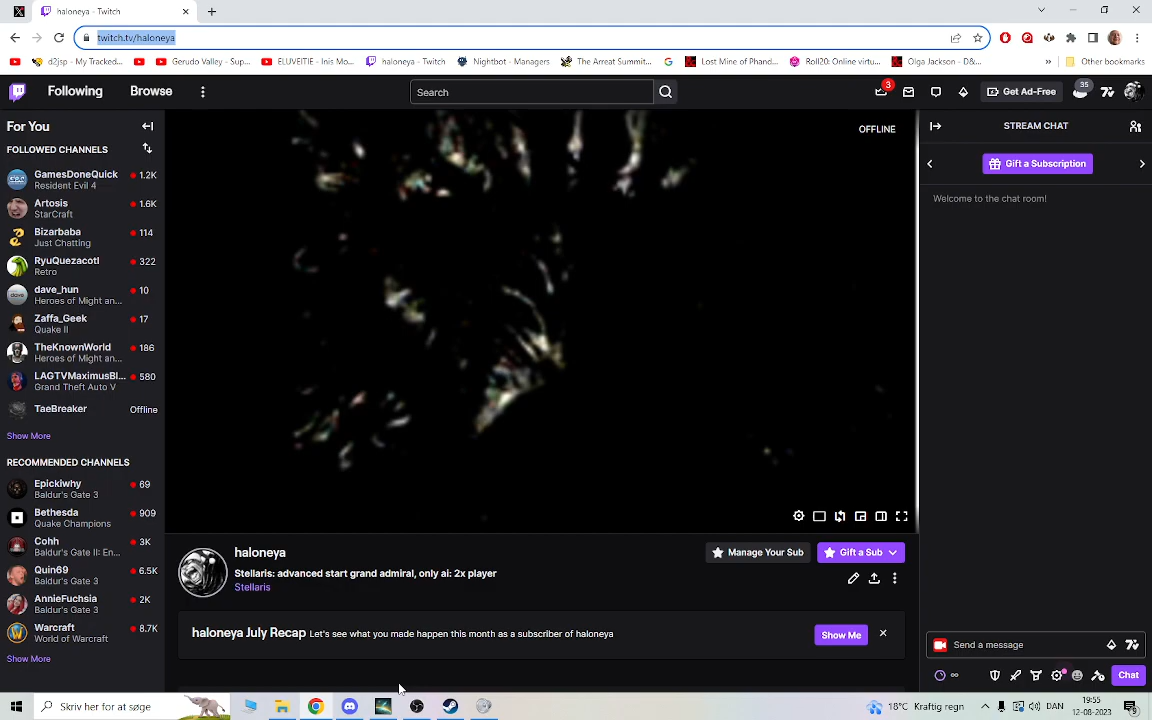 haloneya - Twitch
twitch.tv/haloneya
d2jsp - My Tracked...
Gerudo Valley - Sup...
ELUVEITIE - Inis Mo...
haloneya - Twitch
Nightbot - Managers
The Arreat Summit...
Lost Mine of Phand...
Roll20: Online virtu...
Olga Jackson - D&...
»
Other bookmarks
Following
Browse
Search
3
Get Ad-Free
35
For You
FOLLOWED CHANNELS
GamesDoneQuick
1.2K
Resident Evil 4
Artosis
1.6K
StarCraft
Bizarbaba
114
Just Chatting
RyuQuezacotl
322
Retro
dave_hun
10
Heroes of Might an...
Zaffa_Geek
17
Quake II
TheKnownWorld
186
Heroes of Might an...
LAGTVMaximusBl...
580
Grand Theft Auto V
TaeBreaker
Offline
Show More
RECOMMENDED CHANNELS
Epickiwhy
69
Baldur's Gate 3
Bethesda
909
Quake Champions
Cohh
3K
Baldur's Gate II: En...
Quin69
6.5K
Baldur's Gate 3
AnnieFuchsia
2K
Baldur's Gate 3
Warcraft
8.7K
World of Warcraft
Show More
OFFLINE
haloneya
Stellaris: advanced start grand admiral, only ai: 2x player
Stellaris
Manage Your Sub
Gift a Sub
haloneya July Recap Let's see what you made happen this month as a subscriber of haloneya
Show Me
STREAM CHAT
Gift a Subscription
Welcome to the chat room!
Send a message
Chat
Skriv her for at søge
18°C Kraftig regn
DAN
19:55
12-08-2023
9